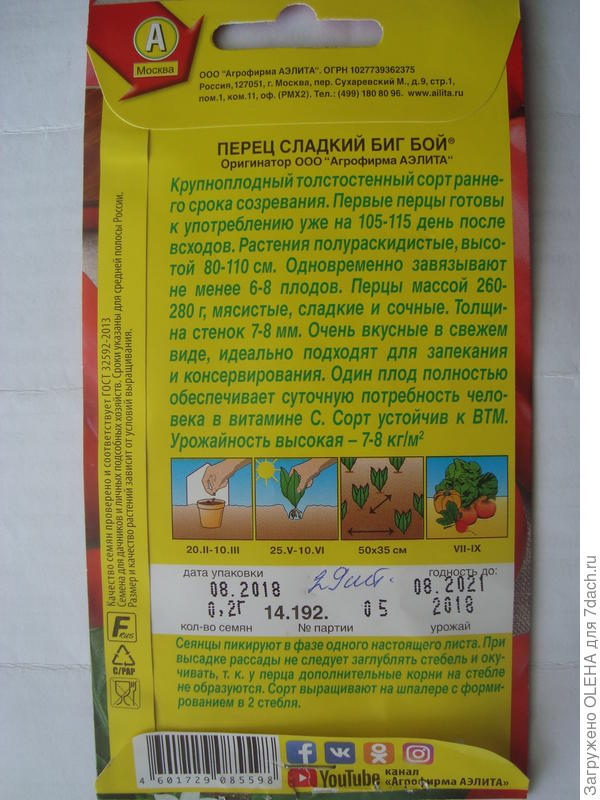 А
Москва
ООО "Агрофирма АЭЛИТА". ОГРН 1027739362375
Россия,127051, г. Москва, пер. Сухаревский М., д.9, стр.1,
пом.1, ком.11, оф. (РМХ2). Тел.: (499) 180 80 96. www.ailita.ru
ПЕРЕЦ СЛАДКИЙ БИГ БОЙ®
Оригинатор ООО "Агрофирма АЭЛИТА"
Крупноплодный толстостенный сорт ранне-
го срока созревания. Первые перцы готовы
к употреблению уже на 105-115 день после
всходов. Растения полураскидистые, высо-
той 80-110 см. Одновременно завязывают
не менее 6-8 плодов. Перцы массой 260-
280 г, мясистые, сладкие и сочные. Толщи-
на стенок 7-8 мм. Очень вкусные в свежем
виде, идеально подходят для запекания
и консервирования. Один плод полностью
обеспечивает суточную потребность чело-
века в витамине С. Сорт устойчив к ВТМ.
Урожайность высокая – 7-8 кг/м²
20.II-10.III 25.V-10.VI 50х35 см VII-IX
дата упаковки годность до:
08.2018 29шт. 08.2021
0,2Г 14.192. 05 2018
кол-во семян № партии урожай
Сеянцы пикируют в фазе одного настоящего листа. При
высадке рассады не следует заглублять стебель и оку-
чивать, т. к. у перца дополнительные корни на стебле
не образуются. Сорт выращивают на шпалере с форми-
рованием в 2 стебля.
Качество семян проверено и соответствует ГОСТ 32592-2013
Семена для дачников и личных подсобных хозяйств. Сроки указаны для средней полосы России.
Размер и качество растений зависит от условий выращивания.
F rus
C/PAP
4 601729 085598
YouTube канал
«Агрофирма АЭЛИТА»
Загружено OLEHA для 7dach.ru